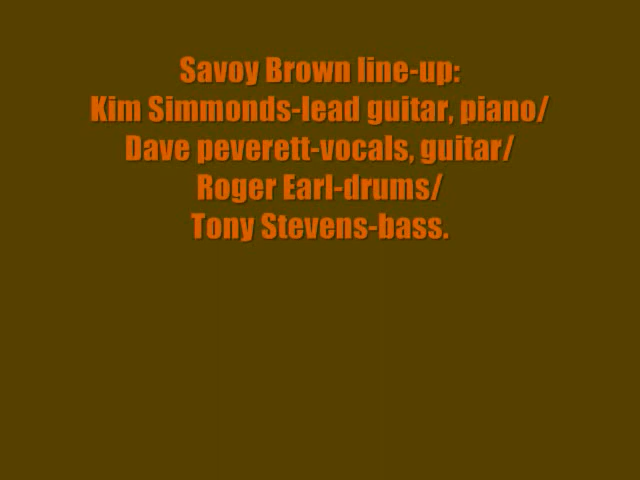 Savoy Brown line-up:
Kim Simmonds-lead guitar, piano/
Dave peverett-vocals, guitar/
Roger Earl-drums/
Tony Stevens-bass.